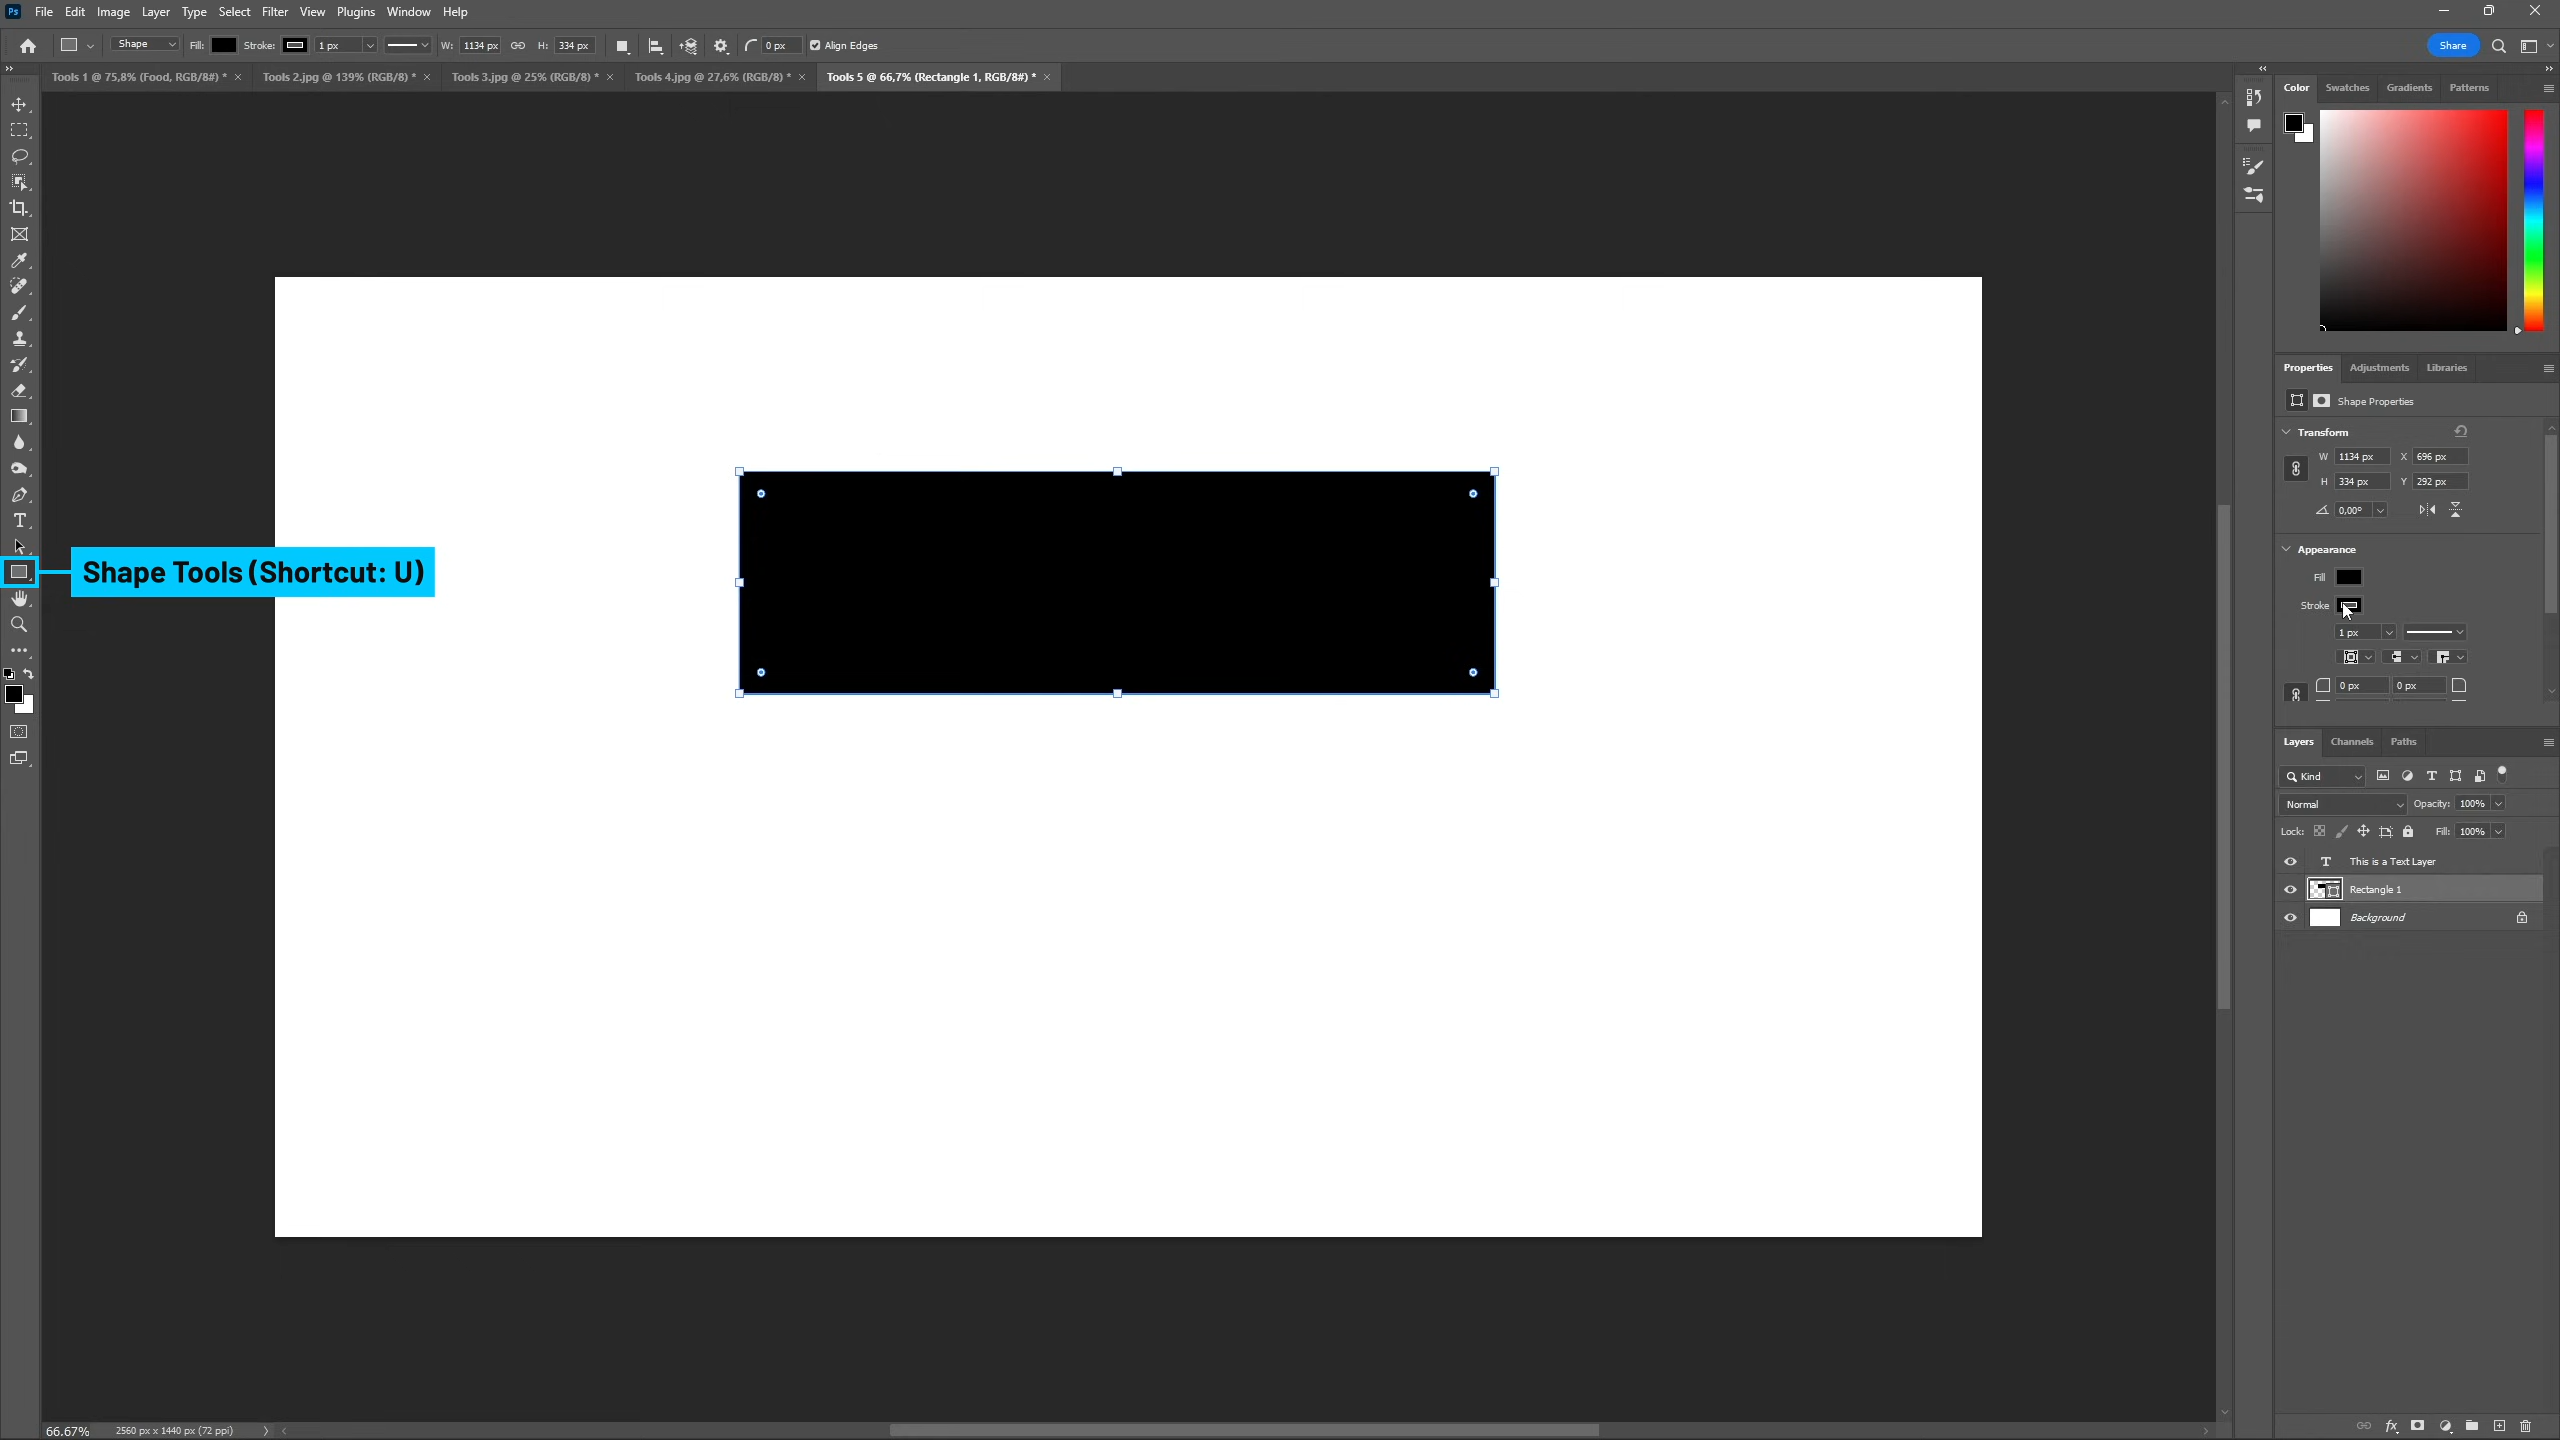 Ps File Edit Image Layer Type Select Filter View Plugins Window Help
Shape Fill: Stroke: 1 px W: 1134 px H: 334 px 0 px Align Edges Share
Tools 1 @ 75,8% (Food, RGB/8#) * Tools 2.jpg @ 139% (RGB/8) * Tools 3.jpg @ 25% (RGB/8) * Tools 4.jpg @ 27,6% (RGB/8) * Tools 5 @ 66,7% (Rectangle 1, RGB/8#) *
Color Swatches Gradients Patterns
Properties Adjustments Libraries
Shape Properties
Transform
W 1134 px X 696 px
H 334 px Y 292 px
0,00°
Appearance
Fill
Shape Tools (Shortcut: U)
Stroke
1 px
0 px 0 px
Layers Channels Paths
Kind
Normal Opacity: 100%
Lock: Fill: 100%
This is a Text Layer
Rectangle 1
Background
66.67% 2560 px x 1440 px (72 ppi)